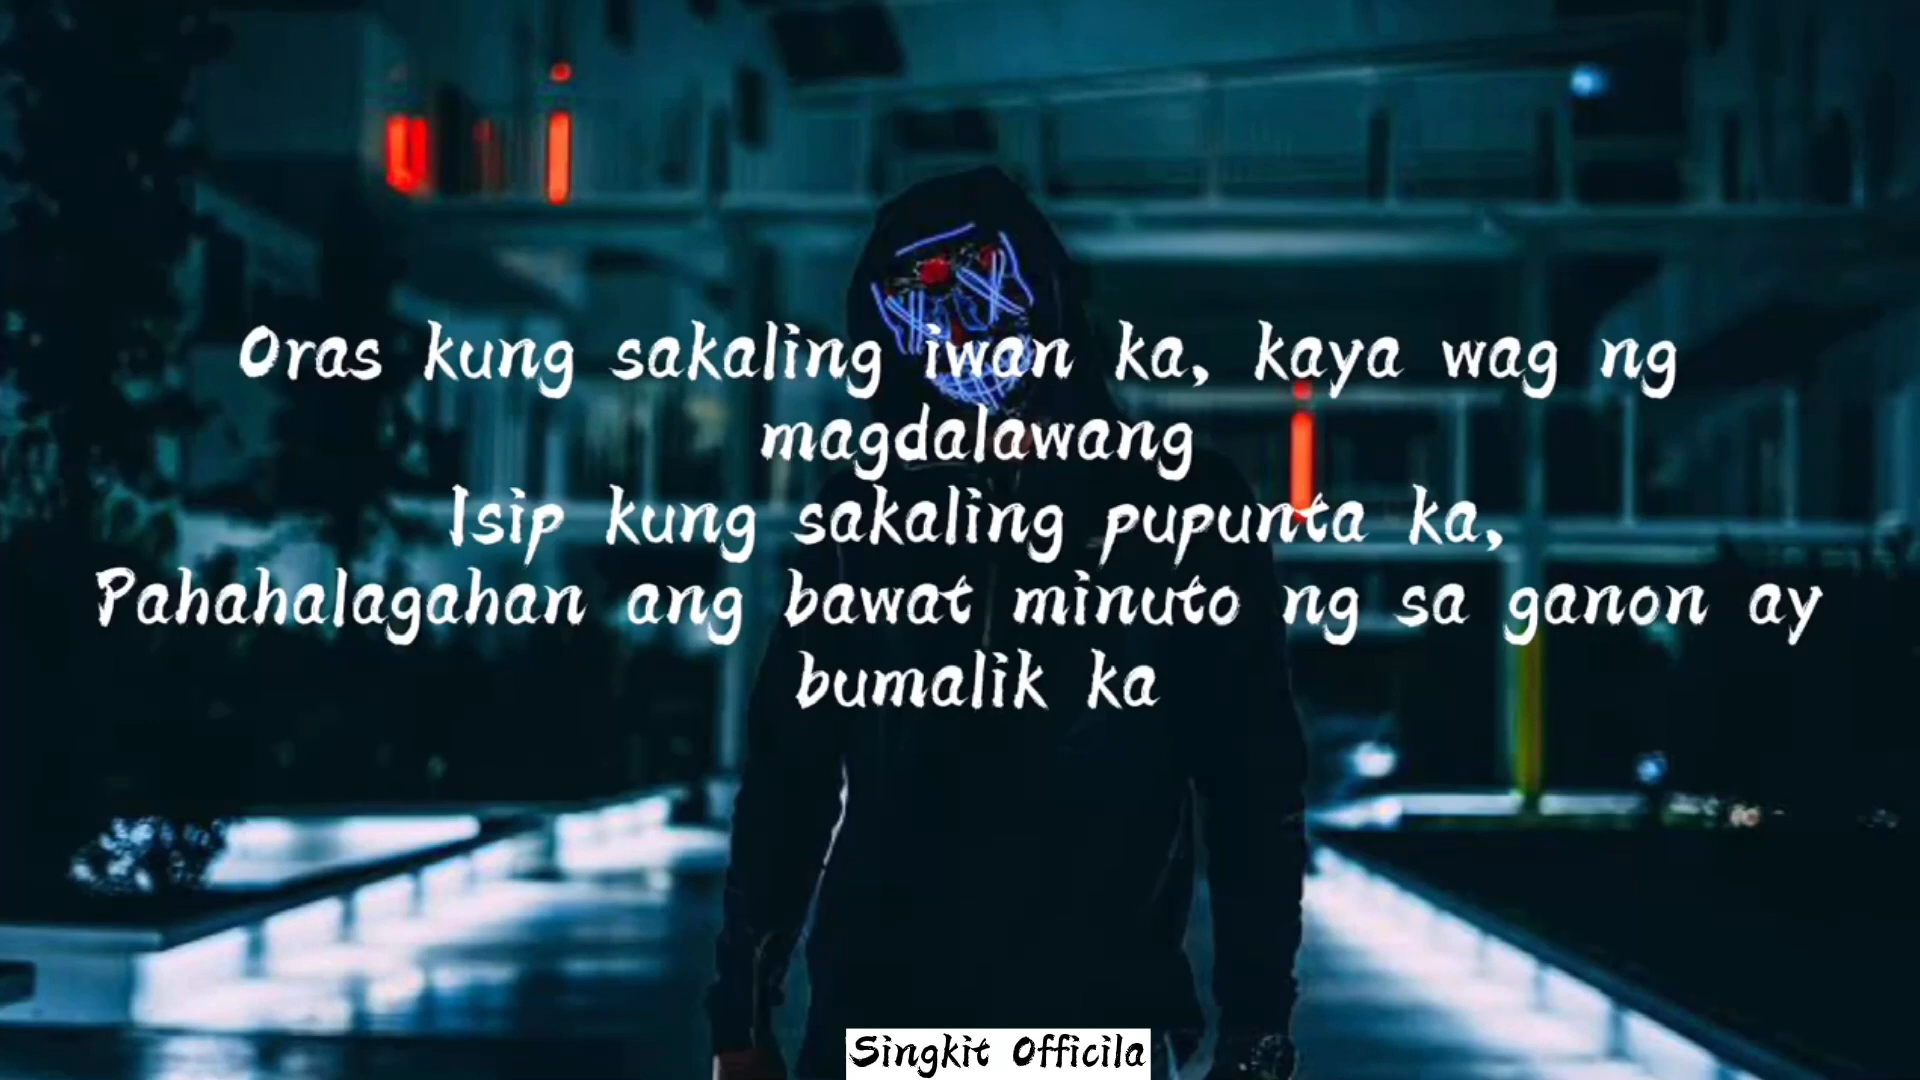 Oras kung sakaling iwan ka, kaya wag ng
magdalawang
Isip kung sakaling pupunta ka,
Pahahalagahan ang bawat minuto ng sa ganon ay
bumalik ka
Singkit Officila